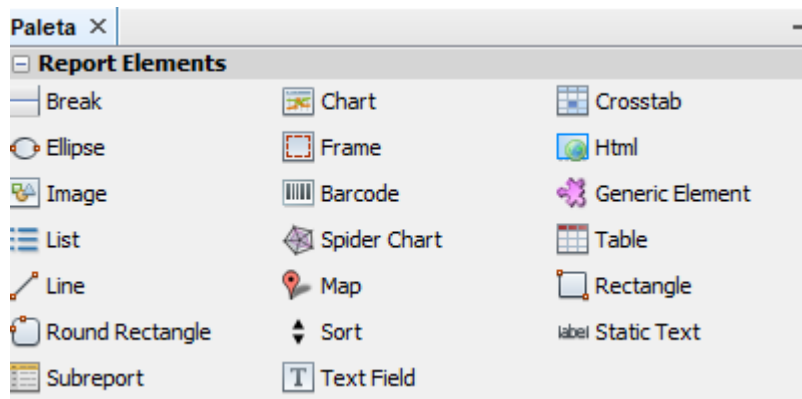 Paleta ×
Report Elements
Break Chart Crosstab
Ellipse Frame Html
Image Barcode Generic Element
List Spider Chart Table
Line Map Rectangle
Round Rectangle Sort label Static Text
Subreport T Text Field